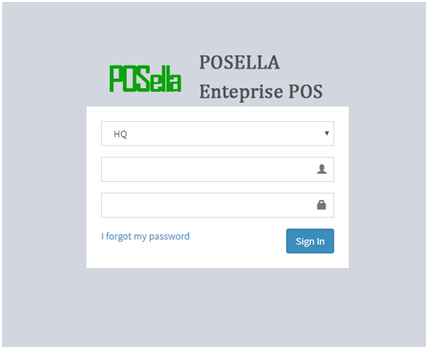 POSella
POSELLA
Enteprise POS
HQ
I forgot my password
Sign In